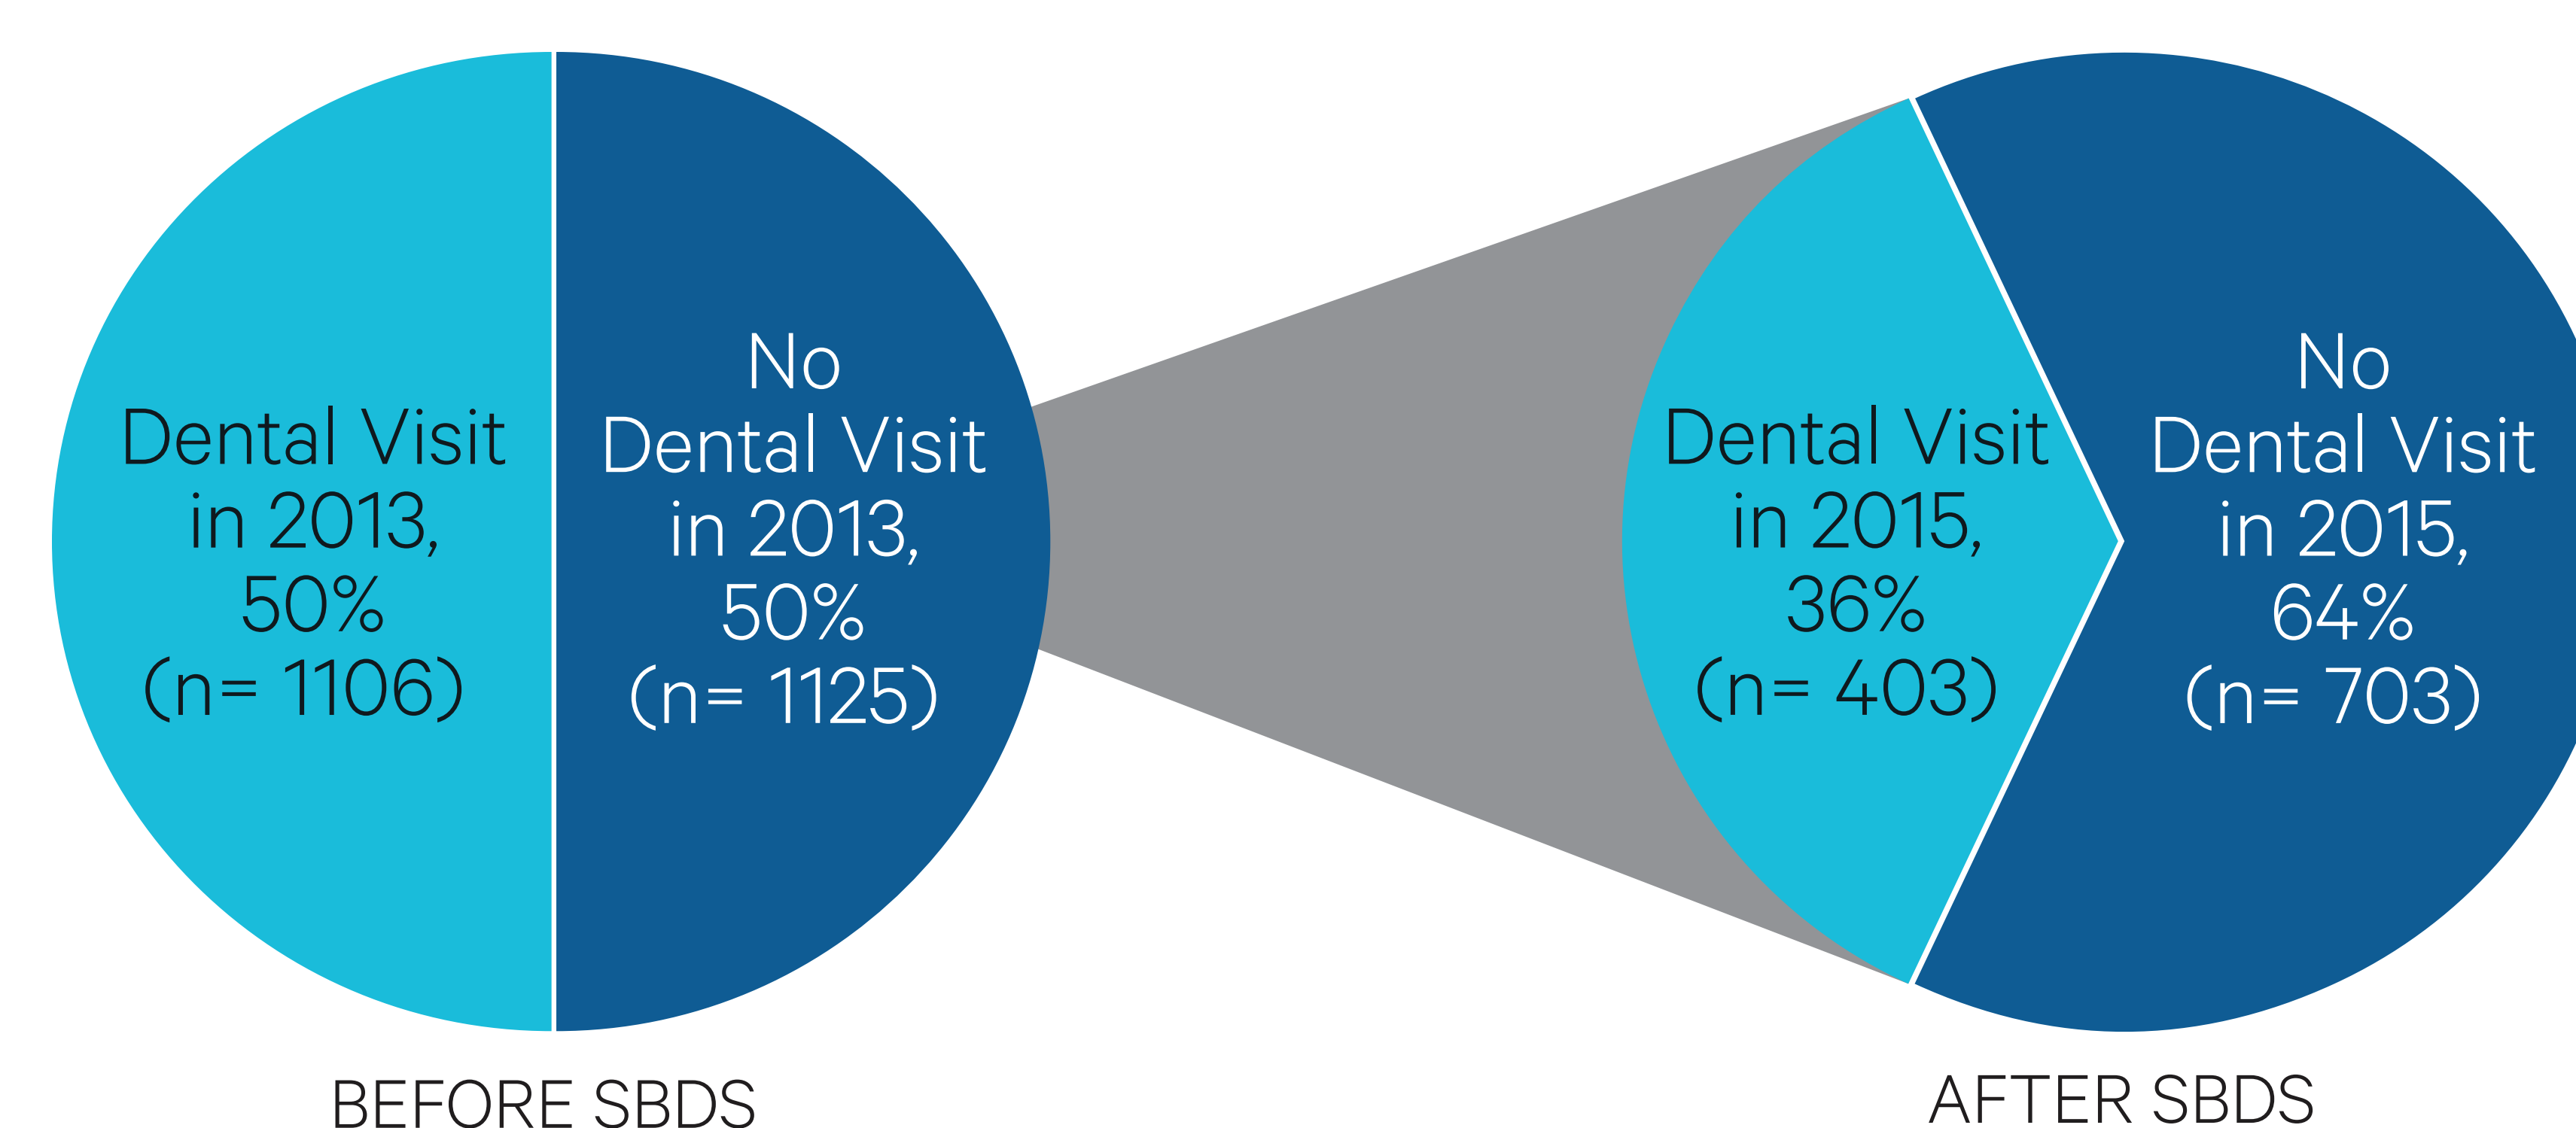 Dental Visit
in 2013,
50%
(n= 1106)
No
Dental Visit
in 2013,
50%
(n= 1125)
Dental Visit
in 2015,
36%
(n= 403)
No
Dental Visit
in 2015,
64%
(n= 703)
BEFORE SBDS
AFTER SBDS